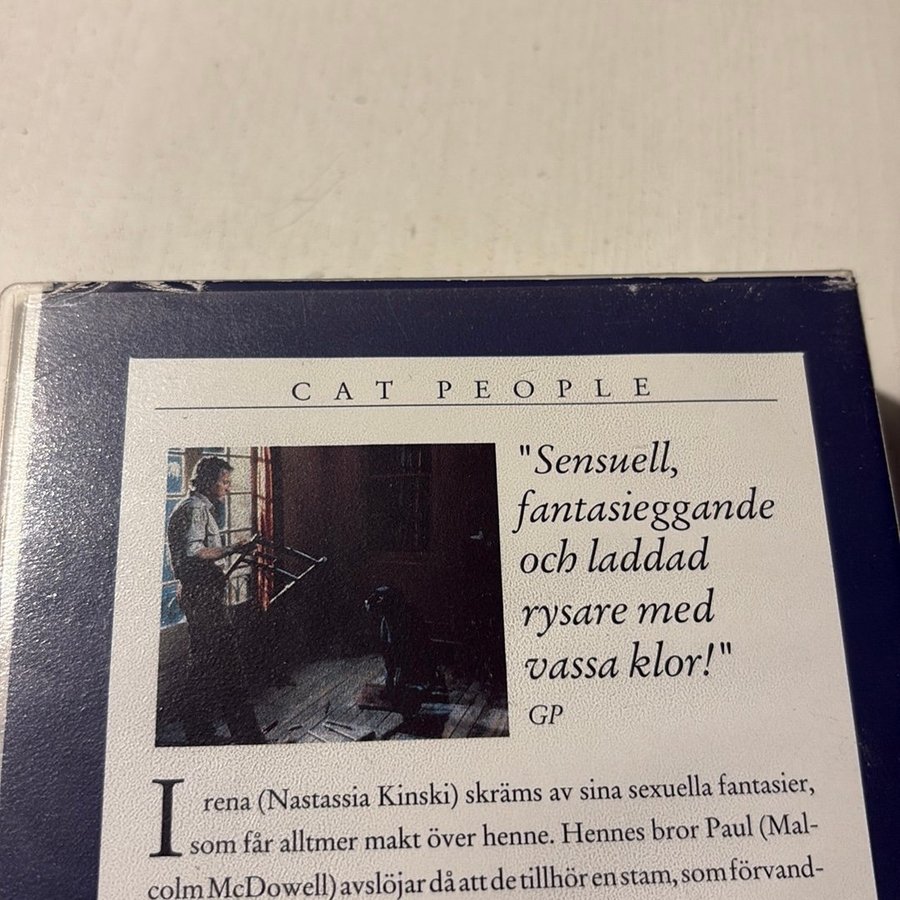 CAT PEOPLE
"Sensuell,
fantasieggande
och laddad
rysare med
vassa klor!"
GP
Irena (Nastassia Kinski) skräms av sina sexuella fantasier,
som får alltmer makt över henne. Hennes bror Paul (Mal-
colm McDowell) avslöjar då att de tillhör en stam, som förvand-